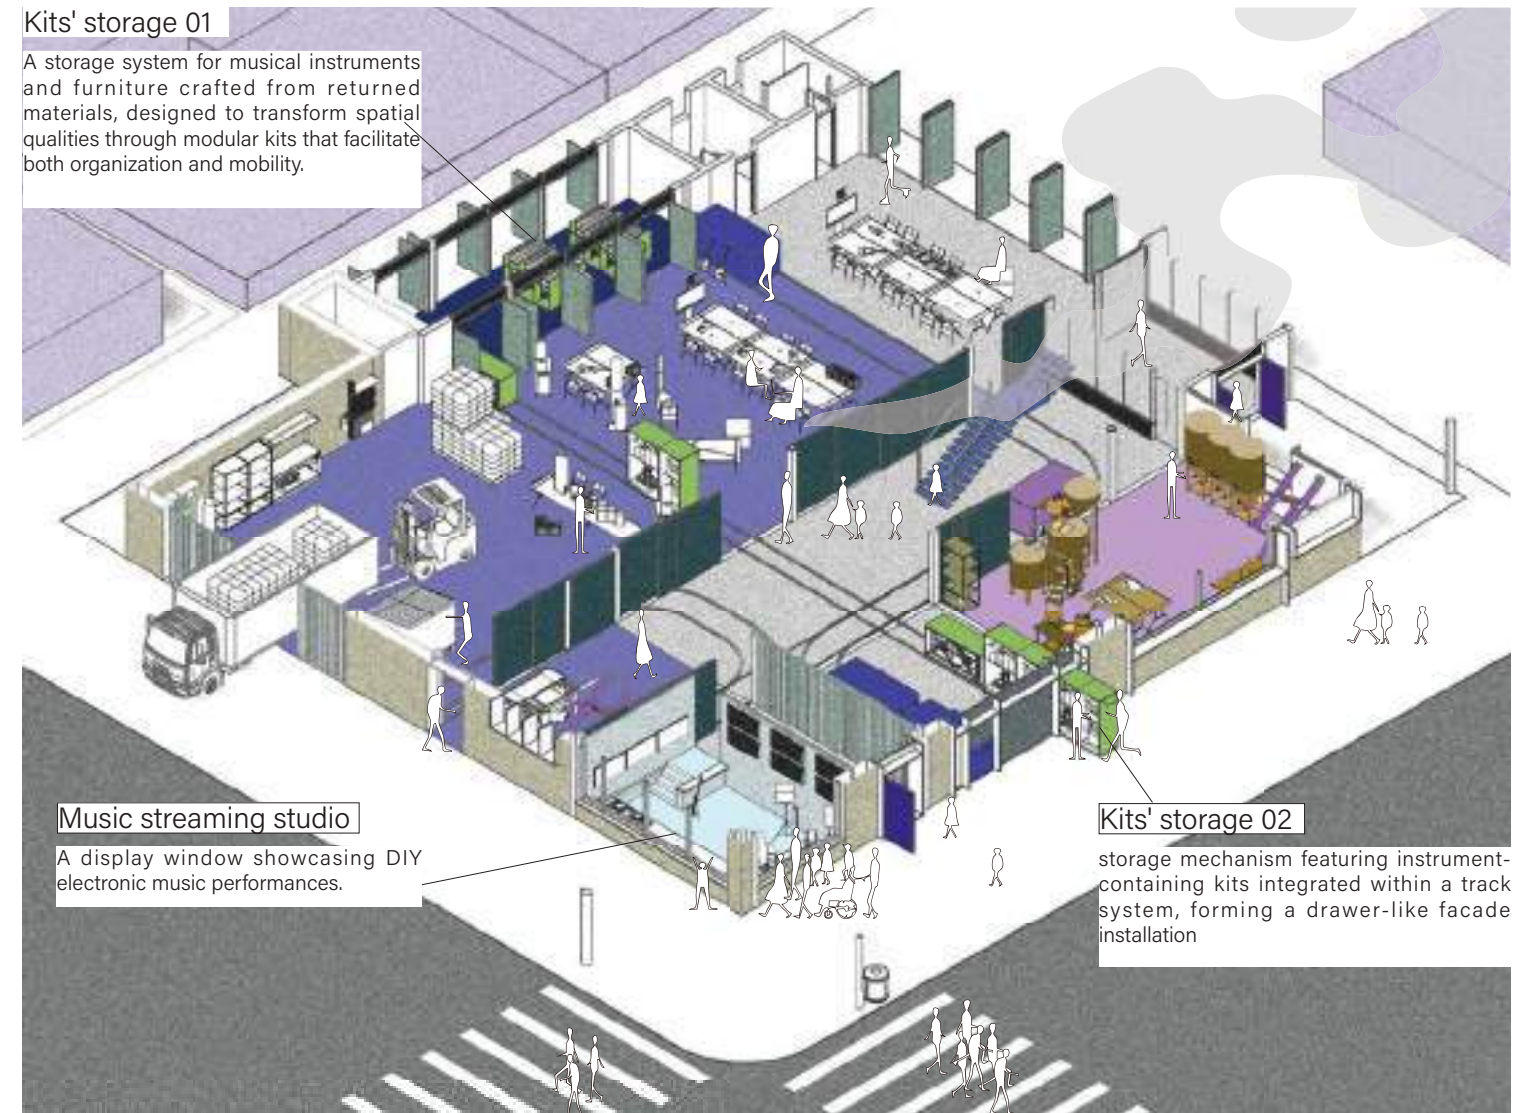 Kits' storage 01
A storage system for musical instruments
and furniture crafted from returned
materials, designed to transform spatial
qualities through modular kits that facilitate
both organization and mobility.
Music streaming studio
A display window showcasing DIY
electronic music performances.
Kits' storage 02
storage mechanism featuring instrument-
containing kits integrated within a track
system, forming a drawer-like facade
installation